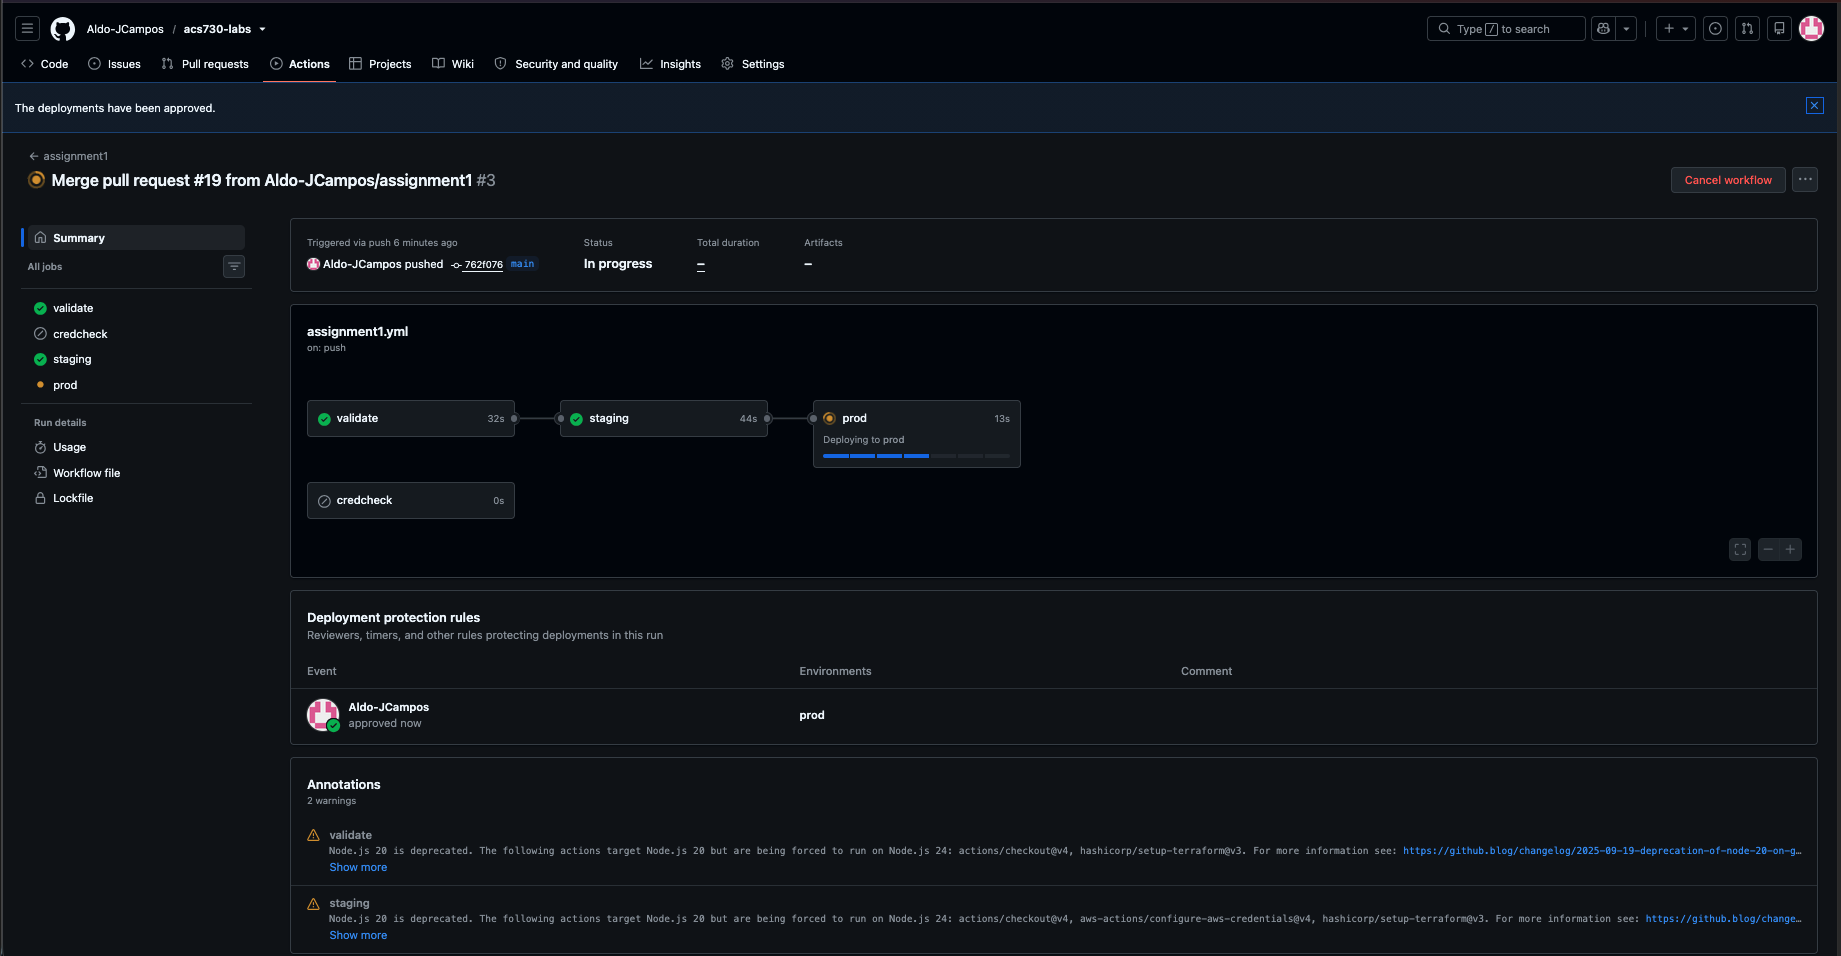 Aldo-JCampos / acs730-labs
Type / to search
Code Issues Pull requests Actions Projects Wiki Security and quality Insights Settings
The deployments have been approved.
← assignment1
Merge pull request #19 from Aldo-JCampos/assignment1 #3
Cancel workflow
Summary
All jobs
validate
credcheck
staging
prod
Run details
Usage
Workflow file
Lockfile
Triggered via push 6 minutes ago
Aldo-JCampos pushed 762f076 main
Status
In progress
Total duration
–
Artifacts
–
assignment1.yml
on: push
validate 32s
staging 44s
prod 13s
Deploying to prod
credcheck 0s
Deployment protection rules
Reviewers, timers, and other rules protecting deployments in this run
Event Environments Comment
Aldo-JCampos
approved now
prod
Annotations
2 warnings
validate
Node.js 20 is deprecated. The following actions target Node.js 20 but are being forced to run on Node.js 24: actions/checkout@v4, hashicorp/setup-terraform@v3. For more information see: https://github.blog/changelog/2025-09-19-deprecation-of-node-20-on-g…
Show more
staging
Node.js 20 is deprecated. The following actions target Node.js 20 but are being forced to run on Node.js 24: actions/checkout@v4, aws-actions/configure-aws-credentials@v4, hashicorp/setup-terraform@v3. For more information see: https://github.blog/change…
Show more